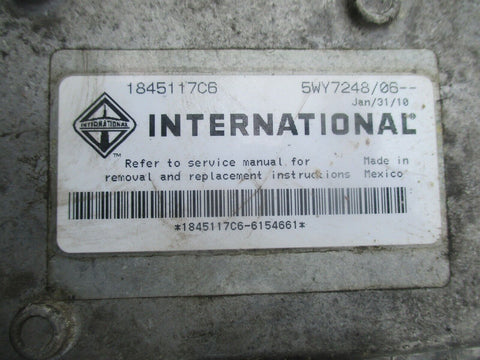 1845117C6 5WY7248/06--
Jan/31/10
INTERNATIONAL
INTERNATIONAL®
™
Refer to service manual for Made in
removal and replacement instructions Mexico
*1845117C6-6154661*